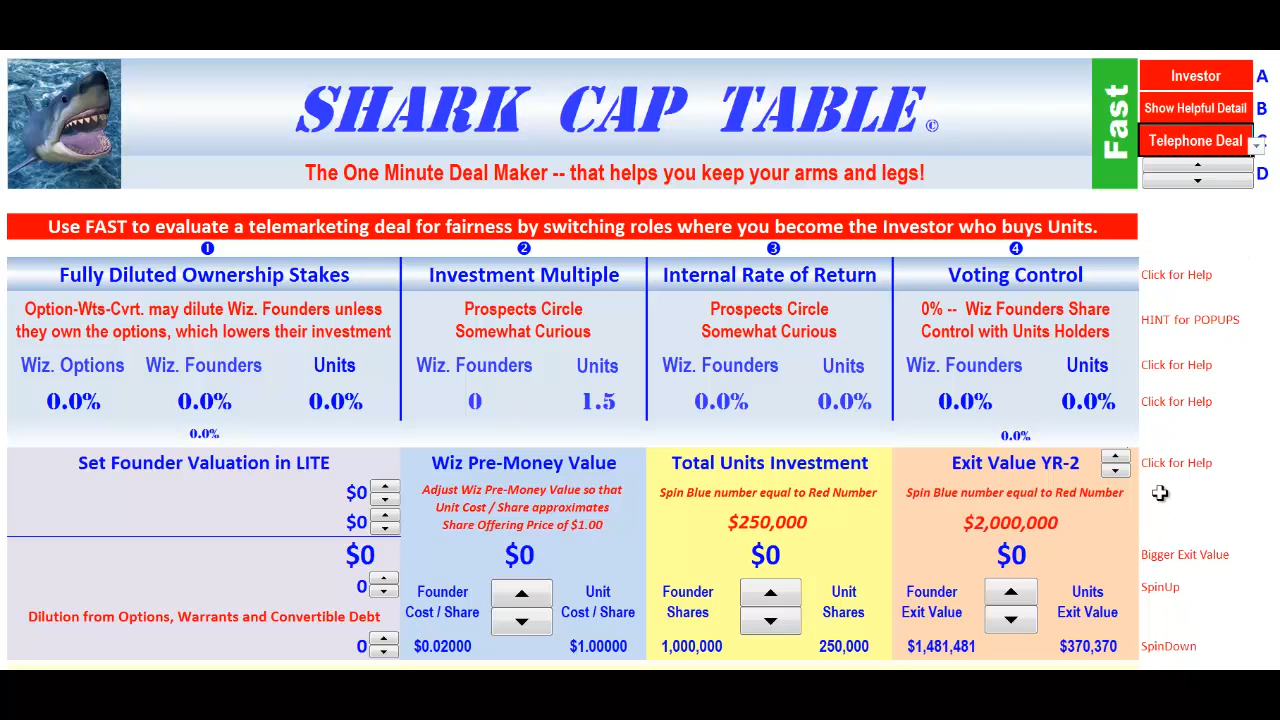 SHARK CAP TABLE ©
The One Minute Deal Maker -- that helps you keep your arms and legs!
Fast
Investor A
Show Helpful Detail B
Telephone Deal
D
Use FAST to evaluate a telemarketing deal for fairness by switching roles where you become the Investor who buys Units.
❶ ❷ ❸ ❹
Fully Diluted Ownership Stakes Investment Multiple Internal Rate of Return Voting Control Click for Help
Option-Wts-Cvrt. may dilute Wiz. Founders unless Prospects Circle Prospects Circle 0% -- Wiz Founders Share HINT for POPUPS
they own the options, which lowers their investment Somewhat Curious Somewhat Curious Control with Units Holders
Wiz. Options Wiz. Founders Units Wiz. Founders Units Wiz. Founders Units Wiz. Founders Units Click for Help
0.0% 0.0% 0.0% 0 1.5 0.0% 0.0% 0.0% 0.0% Click for Help
0.0% 0.0%
Set Founder Valuation in LITE Wiz Pre-Money Value Total Units Investment Exit Value YR-2 Click for Help
$0 Adjust Wiz Pre-Money Value so that Spin Blue number equal to Red Number Spin Blue number equal to Red Number
Unit Cost / Share approximates
$0 Share Offering Price of $1.00 $250,000 $2,000,000
$0 $0 $0 $0 Bigger Exit Value
0 Founder Unit Founder Unit Founder Units SpinUp
Dilution from Options, Warrants and Convertible Debt Cost / Share Cost / Share Shares Shares Exit Value Exit Value
0 $0.02000 $1.00000 1,000,000 250,000 $1,481,481 $370,370 SpinDown